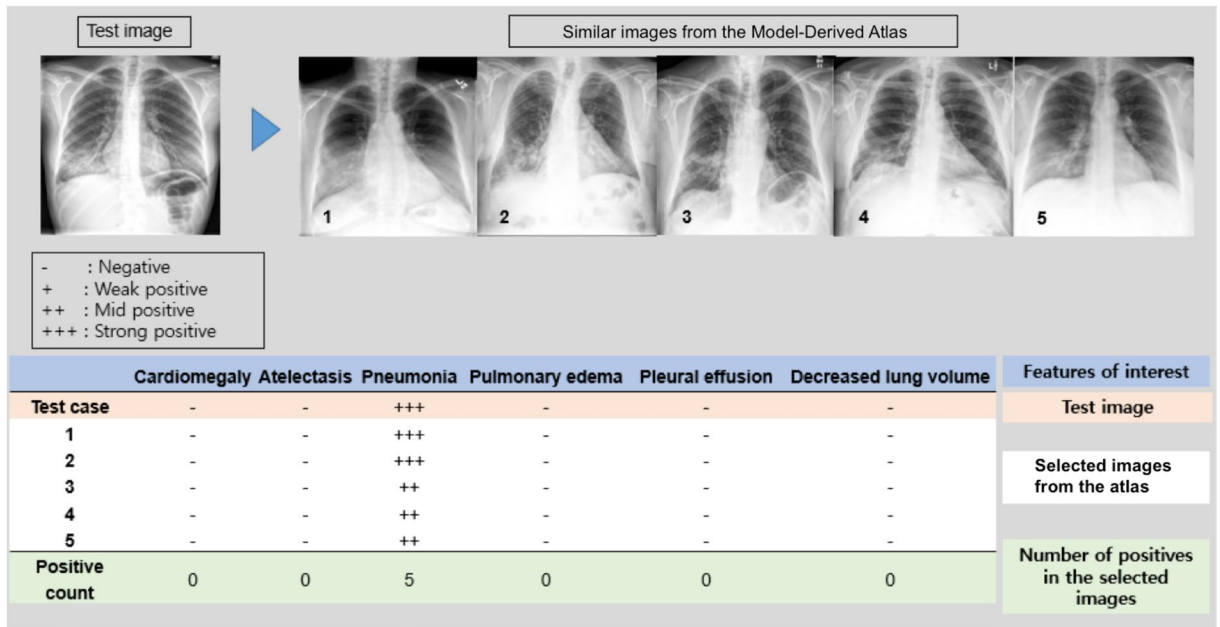 Test image
Similar images from the Model-Derived Atlas
1
2
3
4
5
- : Negative
+ : Weak positive
++ : Mid positive
+++ : Strong positive
Cardiomegaly Atelectasis Pneumonia Pulmonary edema Pleural effusion Decreased lung volume
Test case - - +++ - - -
1 - - +++ - - -
2 - - +++ - - -
3 - - ++ - - -
4 - - ++ - - -
5 - - ++ - - -
Positive
count
0 0 5 0 0 0
Features of interest
Test image
Selected images
from the atlas
Number of positives
in the selected
images